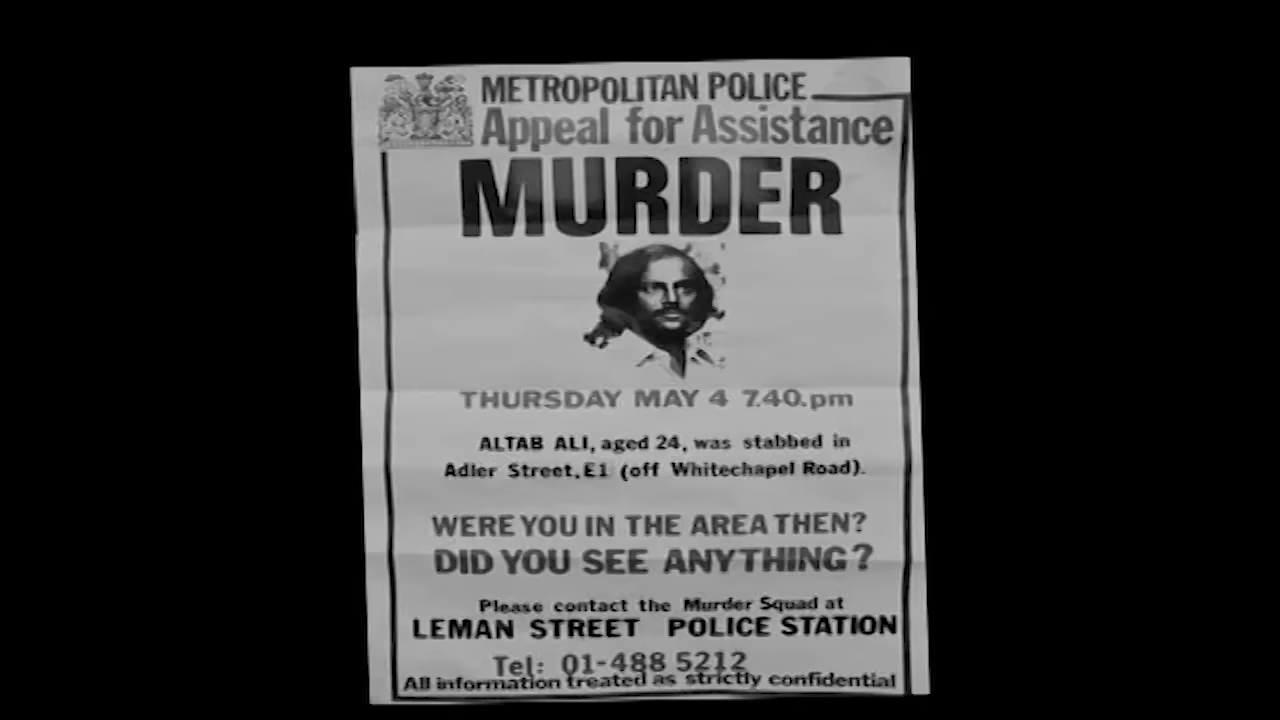 METROPOLITAN POLICE
Appeal for Assistance
MURDER
THURSDAY MAY 4 7.40.pm
ALTAB ALI, aged 24, was stabbed in
Adler Street, E1 (off Whitechapel Road).
WERE YOU IN THE AREA THEN?
DID YOU SEE ANYTHING?
Please contact the Murder Squad at
LEMAN STREET POLICE STATION
Tel: 01-488 5212
All information treated as strictly confidential